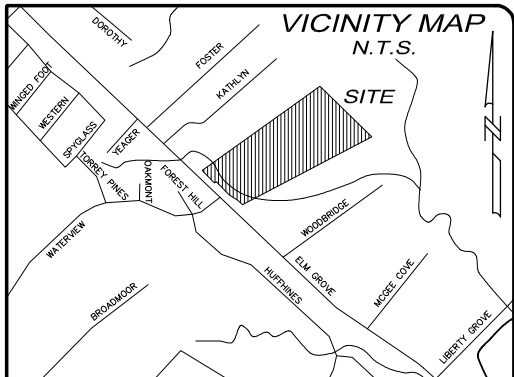 VICINITY MAP
N.T.S.
DOROTHY
FOSTER
KATHLYN
SITE
WINGED FOOT
WESTERN
SPYGLASS
YEAGER
TORREY PINES
OAKMONT
FOREST HILL
N
WATERVIEW
WOODBRIDGE
ELM GROVE
HUFFHINES
MCGEE COVE
BROADMOOR
LIBERTY GROVE